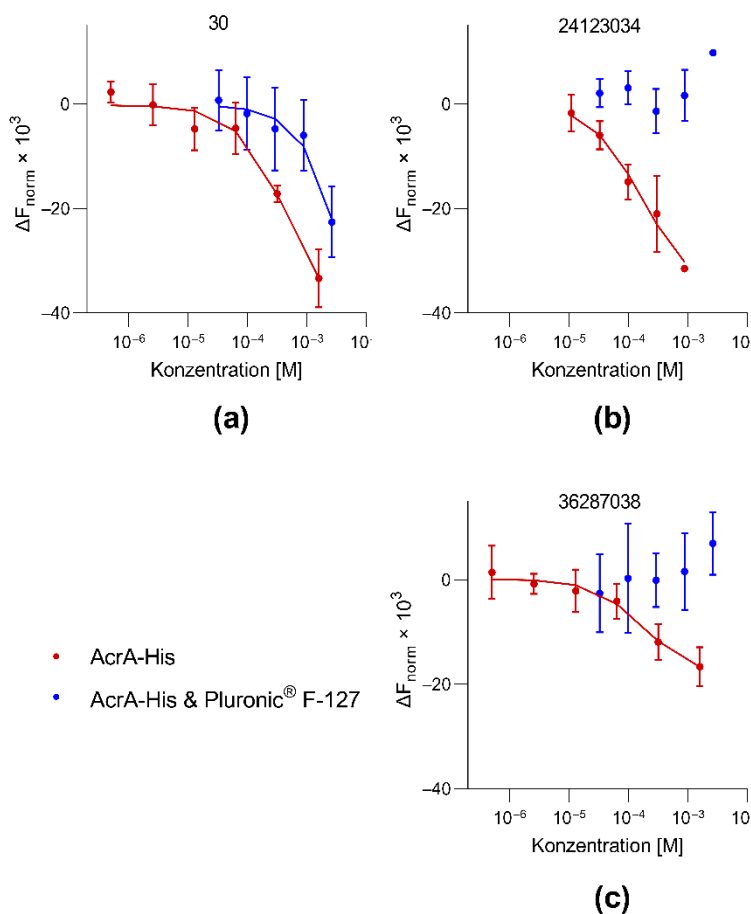 30
ΔFnorm × 10³
0
−20
−40
10⁻⁶ 10⁻⁵ 10⁻⁴ 10⁻³
Konzentration [M]
(a)
24123034
ΔFnorm × 10³
0
−20
−40
10⁻⁶ 10⁻⁵ 10⁻⁴ 10⁻³ 10
Konzentration [M]
(b)
AcrA-His
AcrA-His & Pluronic® F-127
36287038
ΔFnorm × 10³
0
−20
−40
10⁻⁶ 10⁻⁵ 10⁻⁴ 10⁻³ 10
Konzentration [M]
(c)